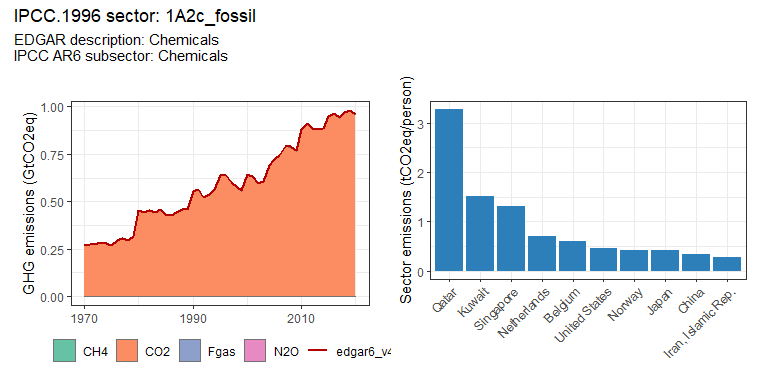 IPCC.1996 sector: 1A2c_fossil
EDGAR description: Chemicals
IPCC AR6 subsector: Chemicals
GHG emissions (GtCO2eq)
1.00
0.75
0.50
0.25
0.00
1970
1990
2010
CH4
CO2
Fgas
N2O
edgar6_v4
Sector emissions (tCO2eq/person)
3
2
1
0
Qatar
Kuwait
Singapore
Netherlands
Belgium
United States
Norway
Japan
China
Iran, Islamic Rep.